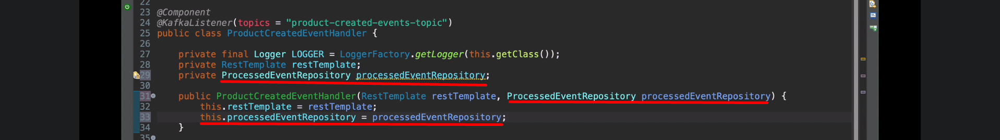 22
23 @Component
24 @KafkaListener(topics = "product-created-events-topic")
25 public class ProductCreatedEventHandler {
26
27 private final Logger LOGGER = LoggerFactory.getLogger(this.getClass());
28 private RestTemplate restTemplate;
29 private ProcessedEventRepository processedEventRepository;
30
31 public ProductCreatedEventHandler(RestTemplate restTemplate, ProcessedEventRepository processedEventRepository) {
32 this.restTemplate = restTemplate;
33 this.processedEventRepository = processedEventRepository;
34 }
35